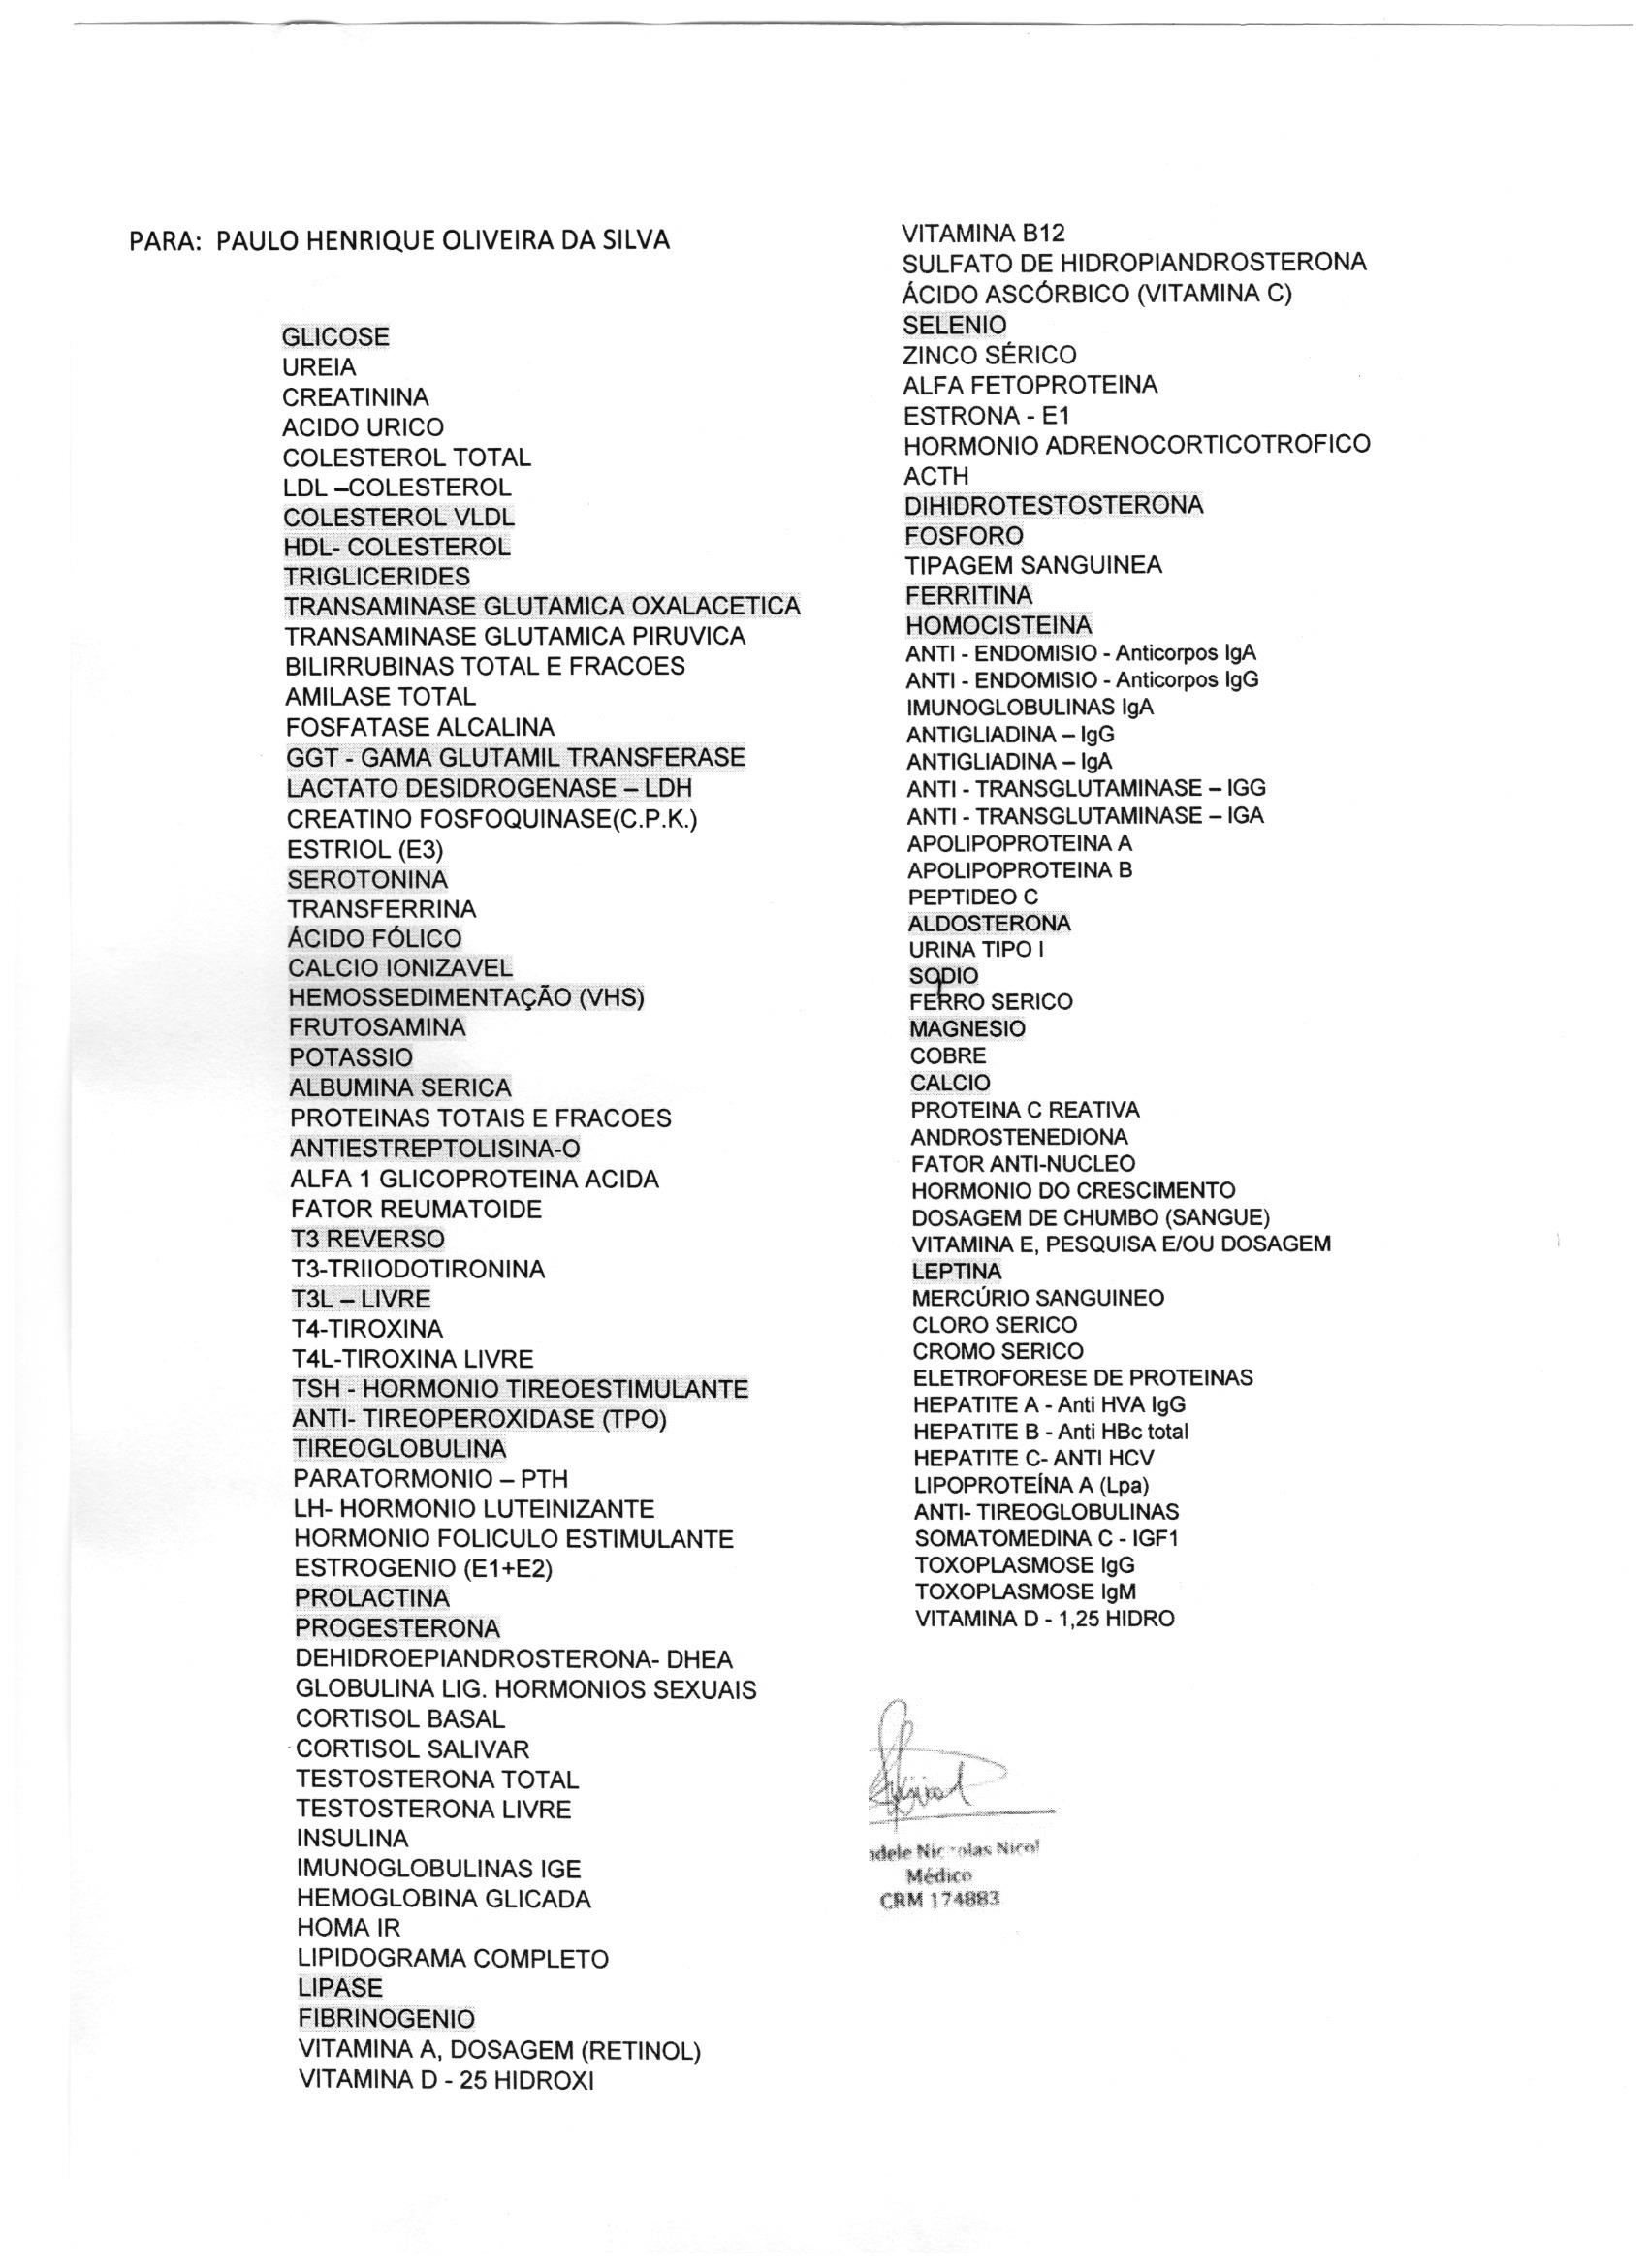 PARA: PAULO HENRIQUE OLIVEIRA DA SILVA
GLICOSE
UREIA
CREATININA
ACIDO URICO
COLESTEROL TOTAL
LDL –COLESTEROL
COLESTEROL VLDL
HDL- COLESTEROL
TRIGLICERIDES
TRANSAMINASE GLUTAMICA OXALACETICA
TRANSAMINASE GLUTAMICA PIRUVICA
BILIRRUBINAS TOTAL E FRACOES
AMILASE TOTAL
FOSFATASE ALCALINA
GGT - GAMA GLUTAMIL TRANSFERASE
LACTATO DESIDROGENASE – LDH
CREATINO FOSFOQUINASE(C.P.K.)
ESTRIOL (E3)
SEROTONINA
TRANSFERRINA
ÁCIDO FÓLICO
CALCIO IONIZAVEL
HEMOSSEDIMENTAÇÃO (VHS)
FRUTOSAMINA
POTASSIO
ALBUMINA SERICA
PROTEINAS TOTAIS E FRACOES
ANTIESTREPTOLISINA-O
ALFA 1 GLICOPROTEINA ACIDA
FATOR REUMATOIDE
T3 REVERSO
T3-TRIIODOTIRONINA
T3L – LIVRE
T4-TIROXINA
T4L-TIROXINA LIVRE
TSH - HORMONIO TIREOESTIMULANTE
ANTI- TIREOPEROXIDASE (TPO)
TIREOGLOBULINA
PARATORMONIO – PTH
LH- HORMONIO LUTEINIZANTE
HORMONIO FOLICULO ESTIMULANTE
ESTROGENIO (E1+E2)
PROLACTINA
PROGESTERONA
DEHIDROEPIANDROSTERONA- DHEA
GLOBULINA LIG. HORMONIOS SEXUAIS
CORTISOL BASAL
CORTISOL SALIVAR
TESTOSTERONA TOTAL
TESTOSTERONA LIVRE
INSULINA
IMUNOGLOBULINAS IGE
HEMOGLOBINA GLICADA
HOMA IR
LIPIDOGRAMA COMPLETO
LIPASE
FIBRINOGENIO
VITAMINA A, DOSAGEM (RETINOL)
VITAMINA D - 25 HIDROXI
VITAMINA B12
SULFATO DE HIDROPIANDROSTERONA
ÁCIDO ASCÓRBICO (VITAMINA C)
SELENIO
ZINCO SÉRICO
ALFA FETOPROTEINA
ESTRONA - E1
HORMONIO ADRENOCORTICOTROFICO
ACTH
DIHIDROTESTOSTERONA
FOSFORO
TIPAGEM SANGUINEA
FERRITINA
HOMOCISTEINA
ANTI - ENDOMISIO - Anticorpos IgA
ANTI - ENDOMISIO - Anticorpos IgG
IMUNOGLOBULINAS IgA
ANTIGLIADINA – IgG
ANTIGLIADINA – IgA
ANTI - TRANSGLUTAMINASE – IGG
ANTI - TRANSGLUTAMINASE – IGA
APOLIPOPROTEINA A
APOLIPOPROTEINA B
PEPTIDEO C
ALDOSTERONA
URINA TIPO I
SODIO
FERRO SERICO
MAGNESIO
COBRE
CALCIO
PROTEINA C REATIVA
ANDROSTENEDIONA
FATOR ANTI-NUCLEO
HORMONIO DO CRESCIMENTO
DOSAGEM DE CHUMBO (SANGUE)
VITAMINA E, PESQUISA E/OU DOSAGEM
LEPTINA
MERCÚRIO SANGUINEO
CLORO SERICO
CROMO SERICO
ELETROFORESE DE PROTEINAS
HEPATITE A - Anti HVA IgG
HEPATITE B - Anti HBc total
HEPATITE C- ANTI HCV
LIPOPROTEÍNA A (Lpa)
ANTI- TIREOGLOBULINAS
SOMATOMEDINA C - IGF1
TOXOPLASMOSE IgG
TOXOPLASMOSE IgM
VITAMINA D - 1,25 HIDRO
Médico
CRM 174883